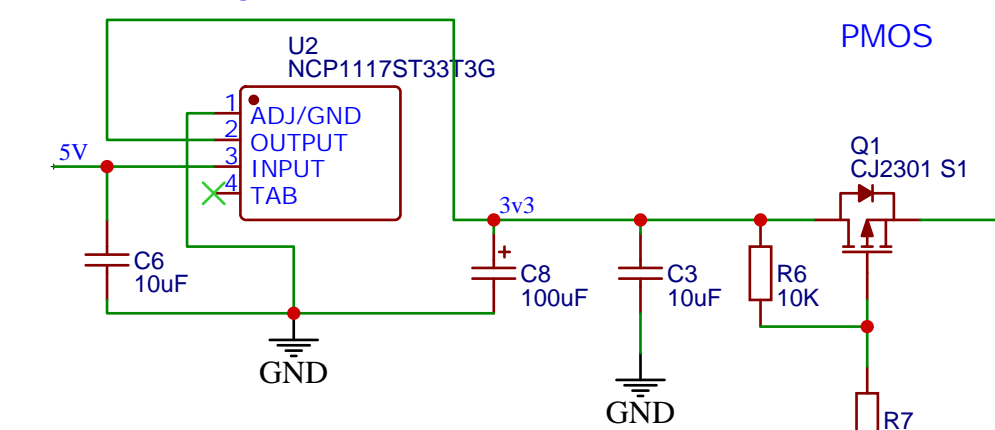 PMOS
U2
NCP1117ST33T3G
1
ADJ/GND
2
OUTPUT
3
INPUT
4
TAB
5V
Q1
CJ2301 S1
3v3
C6
10uF
C8
100uF
C3
10uF
R6
10K
GND
GND
R7